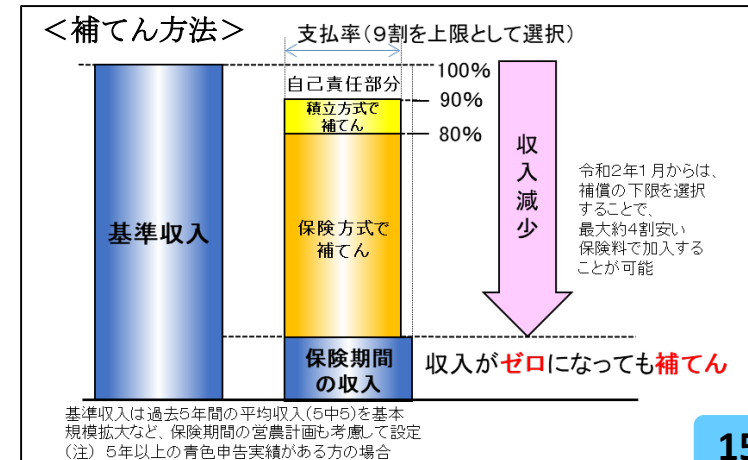 ＜補てん方法＞
支払率（９割を上限として選択）
100%
自己責任部分
90%
積立方式で
補てん
80%
収入減少
令和２年１月からは、
補償の下限を選択
することで、
最大約４割安い
保険料で加入する
ことが可能
基準収入
保険方式で
補てん
保険期間
の収入
収入がゼロになっても補てん
基準収入は過去５年間の平均収入（５中５）を基本
規模拡大など、保険期間の営農計画も考慮して設定
（注）５年以上の青色申告実績がある方の場合
15